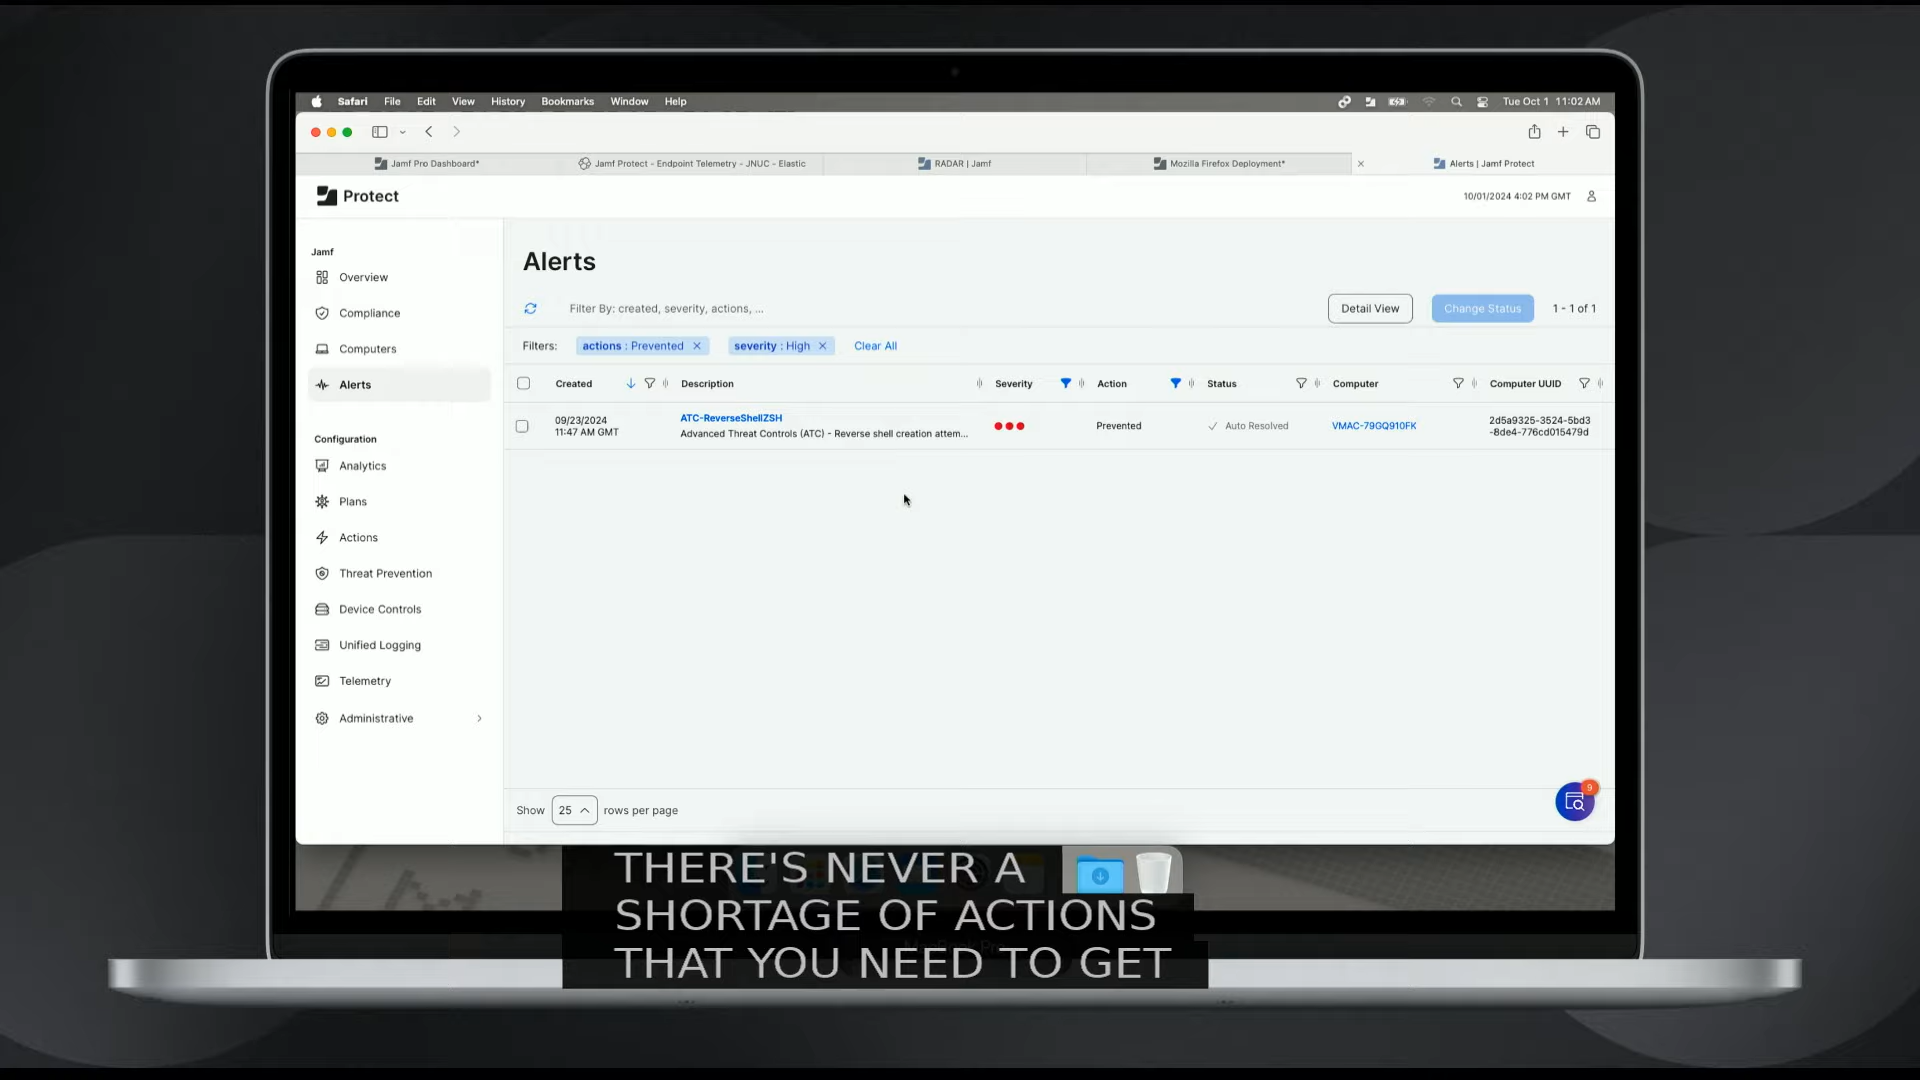 Safari File Edit View History Bookmarks Window Help Tue Oct 1 11:02 AM
Jamf Pro Dashboard* Jamf Protect - Endpoint Telemetry - JNUC - Elastic RADAR | Jamf Mozilla Firefox Deployment* Alerts | Jamf Protect
Protect 10/01/2024 4:02 PM GMT
Jamf
Overview
Compliance
Computers
Alerts
Configuration
Analytics
Plans
Actions
Threat Prevention
Device Controls
Unified Logging
Telemetry
Administrative
Alerts
Filter By: created, severity, actions, ... Detail View Change Status 1 - 1 of 1
Filters: actions : Prevented severity : High Clear All
Created Description Severity Action Status Computer Computer UUID
09/23/2024
11:47 AM GMT
ATC-ReverseShellZSH
Advanced Threat Controls (ATC) - Reverse shell creation attem...
Prevented Auto Resolved VMAC-79GQ910FK
2d5a9325-3524-5bd3
-8de4-776cd015479d
Show 25 rows per page
9
THERE'S NEVER A
SHORTAGE OF ACTIONS
THAT YOU NEED TO GET